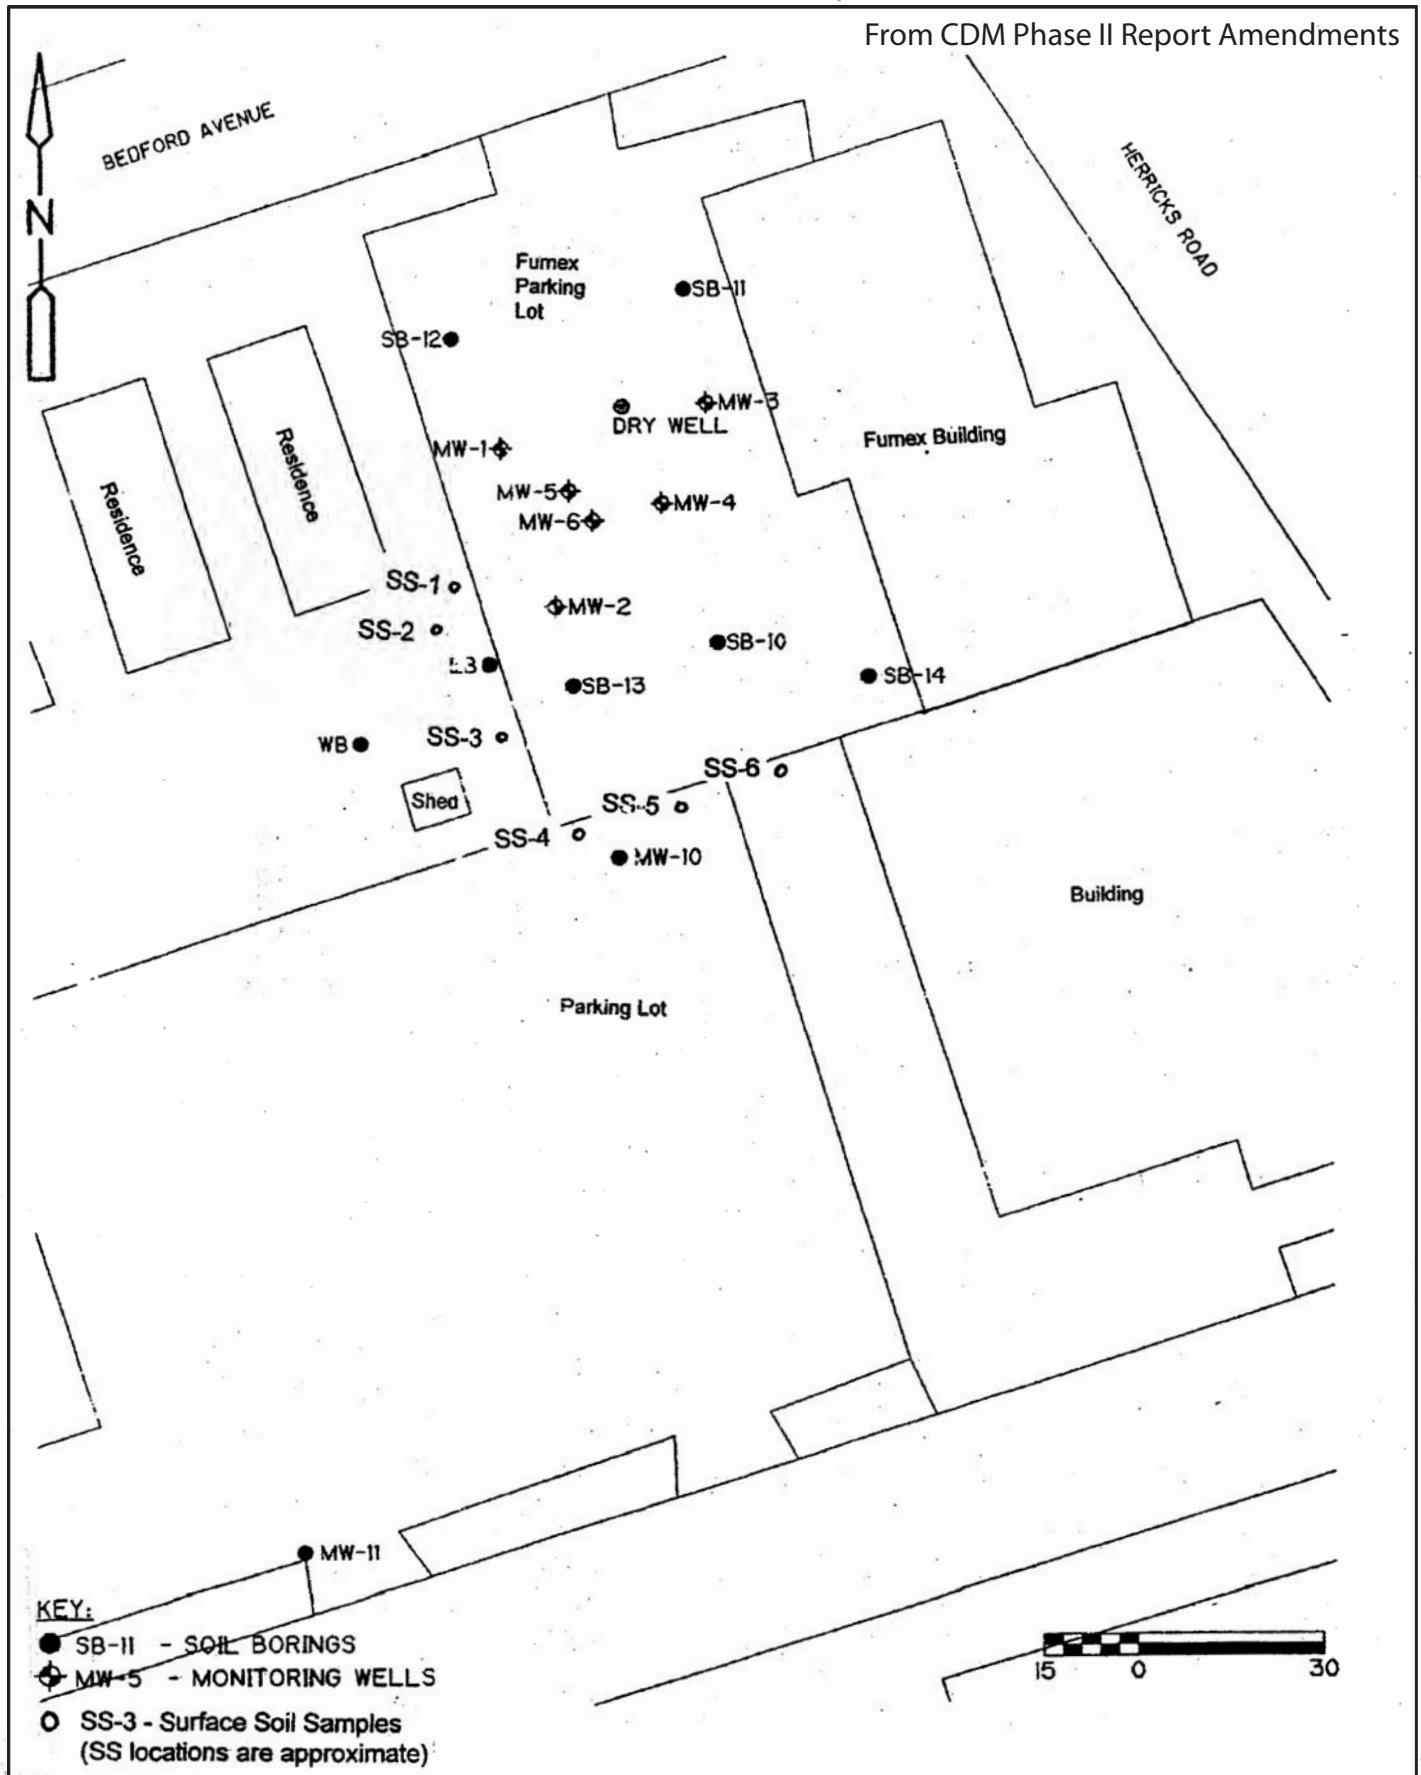 From CDM Phase II Report Amendments
BEDFORD AVENUE
HERRICKS ROAD
N
Fumex
Parking
Lot
SB-11
SB-12
MW-3
DRY WELL
Fumex Building
MW-1
Residence
Residence
MW-5
MW-4
MW-6
SS-1
MW-2
SS-2
SB-10
SB-14
SB-13
WB
SS-3
SS-6
Shed
SS-5
SS-4
MW-10
Building
Parking Lot
MW-11
KEY:
SB-11 - SOIL BORINGS
MW-5 - MONITORING WELLS
SS-3 - Surface Soil Samples
(SS locations are approximate)
15 0 30